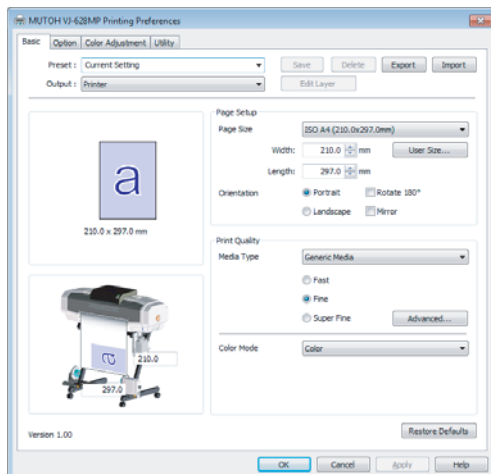 MUTOH VJ-628MP Printing Preferences
Basic Option Color Adjustment Utility
Preset : Current Setting Save Delete Export Import
Output : Printer Edit Layer
a
210.0 x 297.0 mm
Page Setup
Page Size ISO A4 (210.0x297.0mm)
Width: 210.0 mm User Size...
Length: 297.0 mm
Orientation Portrait Rotate 180°
Landscape Mirror
Print Quality
Media Type Generic Media
Fast
Fine
Super Fine Advanced...
Color Mode Color
a
210.0
297.0
Version 1.00
Restore Defaults
OK Cancel Apply Help